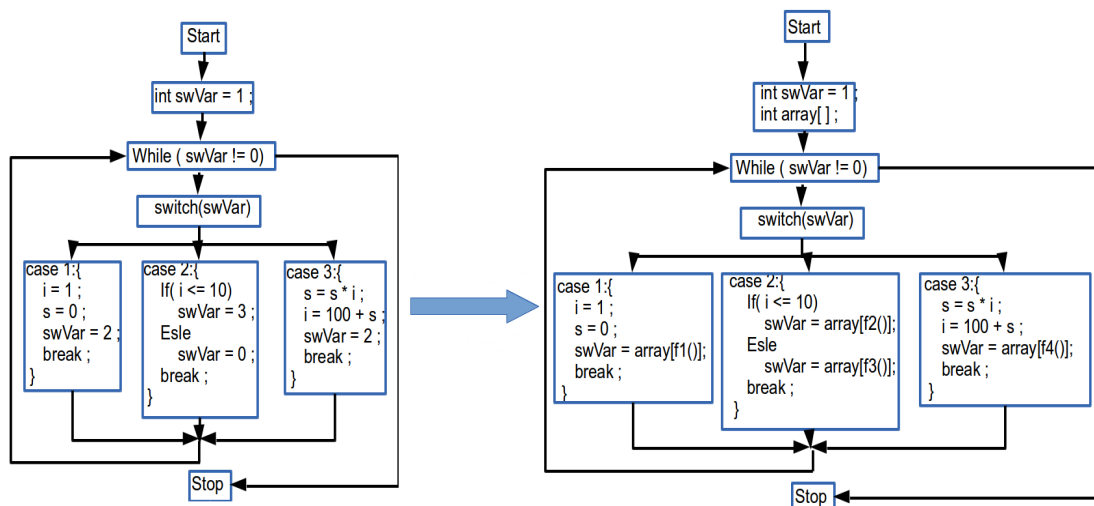 Start
int swVar = 1 ;
While ( swVar != 0)
switch(swVar)
case 1:{
i = 1 ;
s = 0 ;
swVar = 2 ;
break ;
}
case 2:{
If( i <= 10)
swVar = 3 ;
Esle
swVar = 0 ;
break ;
}
case 3:{
s = s * i ;
i = 100 + s ;
swVar = 2 ;
break ;
}
Stop
Start
int swVar = 1 ;
int array[ ] ;
While ( swVar != 0)
switch(swVar)
case 1:{
i = 1 ;
s = 0 ;
swVar = array[f1()];
break ;
}
case 2:{
If( i <= 10)
swVar = array[f2()];
Esle
swVar = array[f3()];
break ;
}
case 3:{
s = s * i ;
i = 100 + s ;
swVar = array[f4()];
break ;
}
Stop